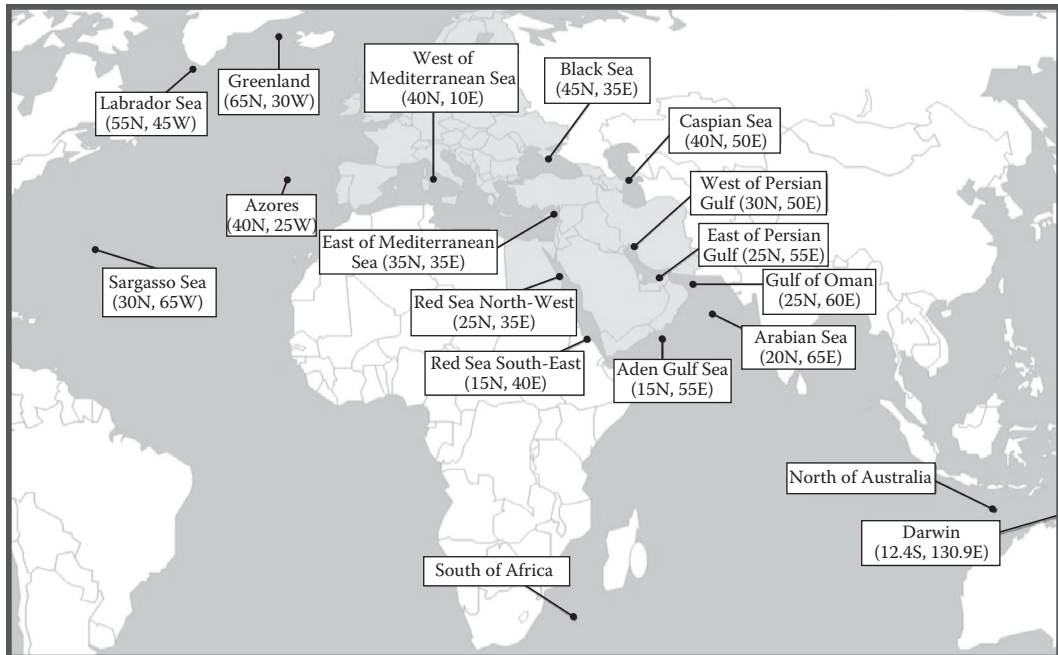 West of
Mediterranean Sea
(40N, 10E)
Black Sea
(45N, 35E)
Greenland
(65N, 30W)
Labrador Sea
(55N, 45W)
Caspian Sea
(40N, 50E)
West of Persian
Gulf (30N, 50E)
Azores
(40N, 25W)
East of Mediterranean
Sea (35N, 35E)
East of Persian
Gulf (25N, 55E)
Sargasso Sea
(30N, 65W)
Gulf of Oman
(25N, 60E)
Red Sea North-West
(25N, 35E)
Arabian Sea
(20N, 65E)
Red Sea South-East
(15N, 40E)
Aden Gulf Sea
(15N, 55E)
North of Australia
Darwin
(12.4S, 130.9E)
South of Africa